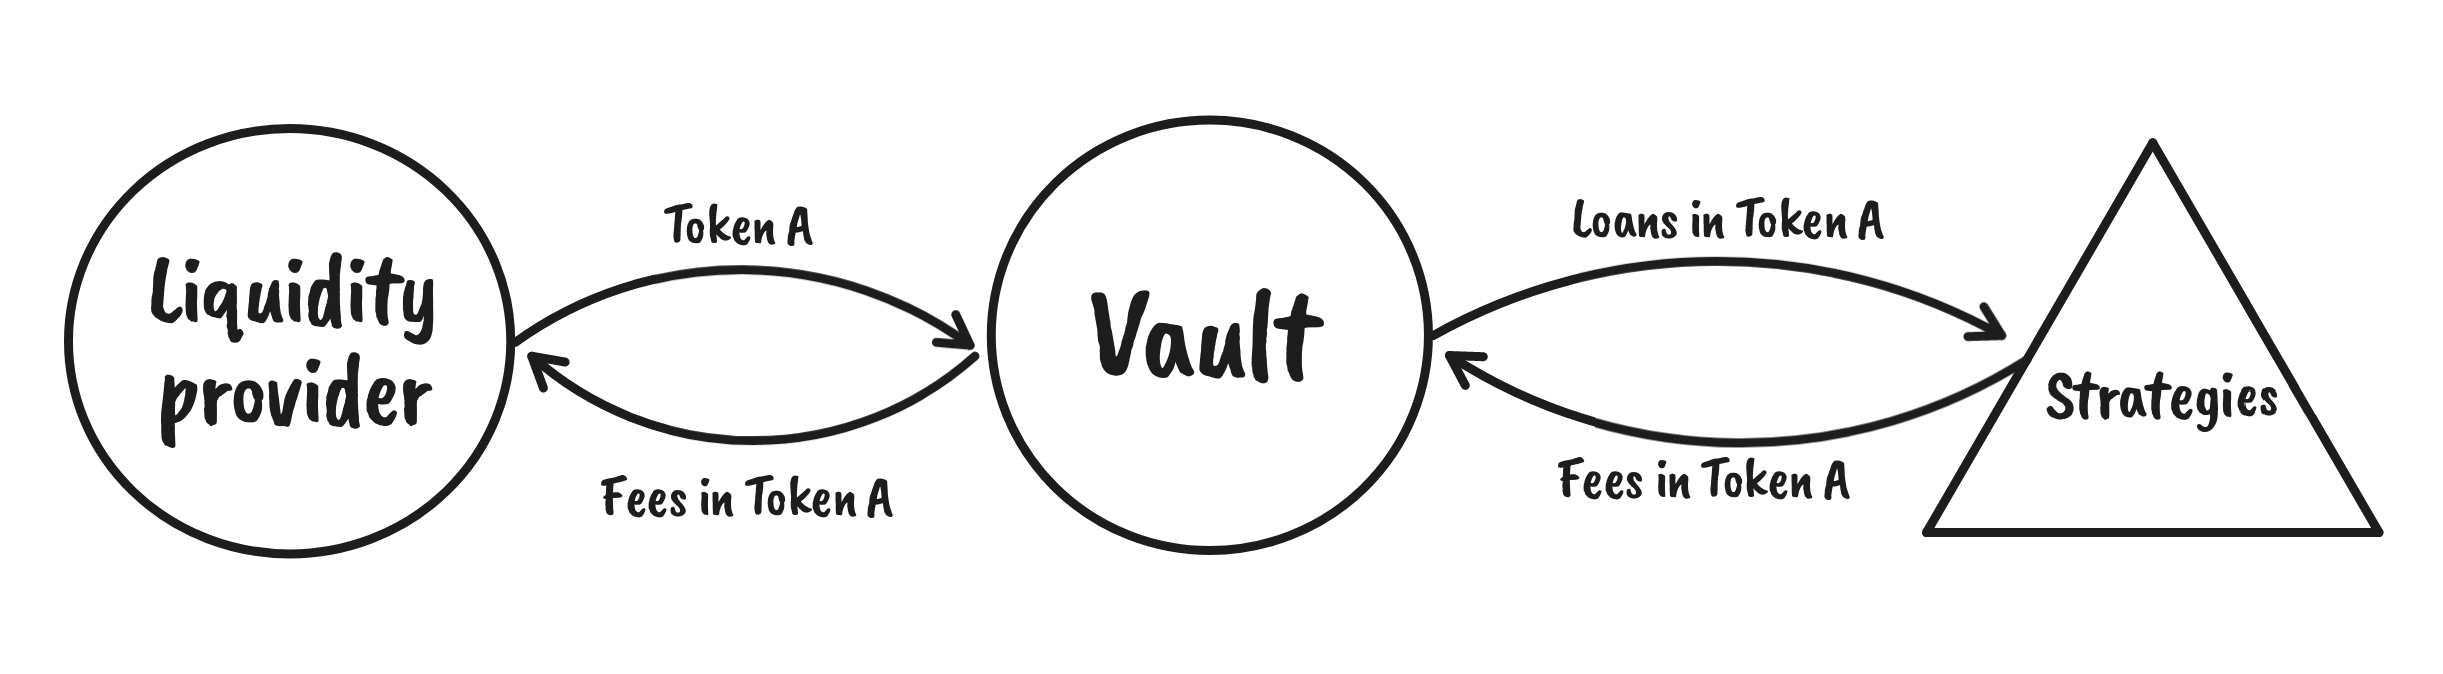 Liquidity
provider
Token A
Fees in Token A
Vault
Loans in Token A
Fees in Token A
Strategies